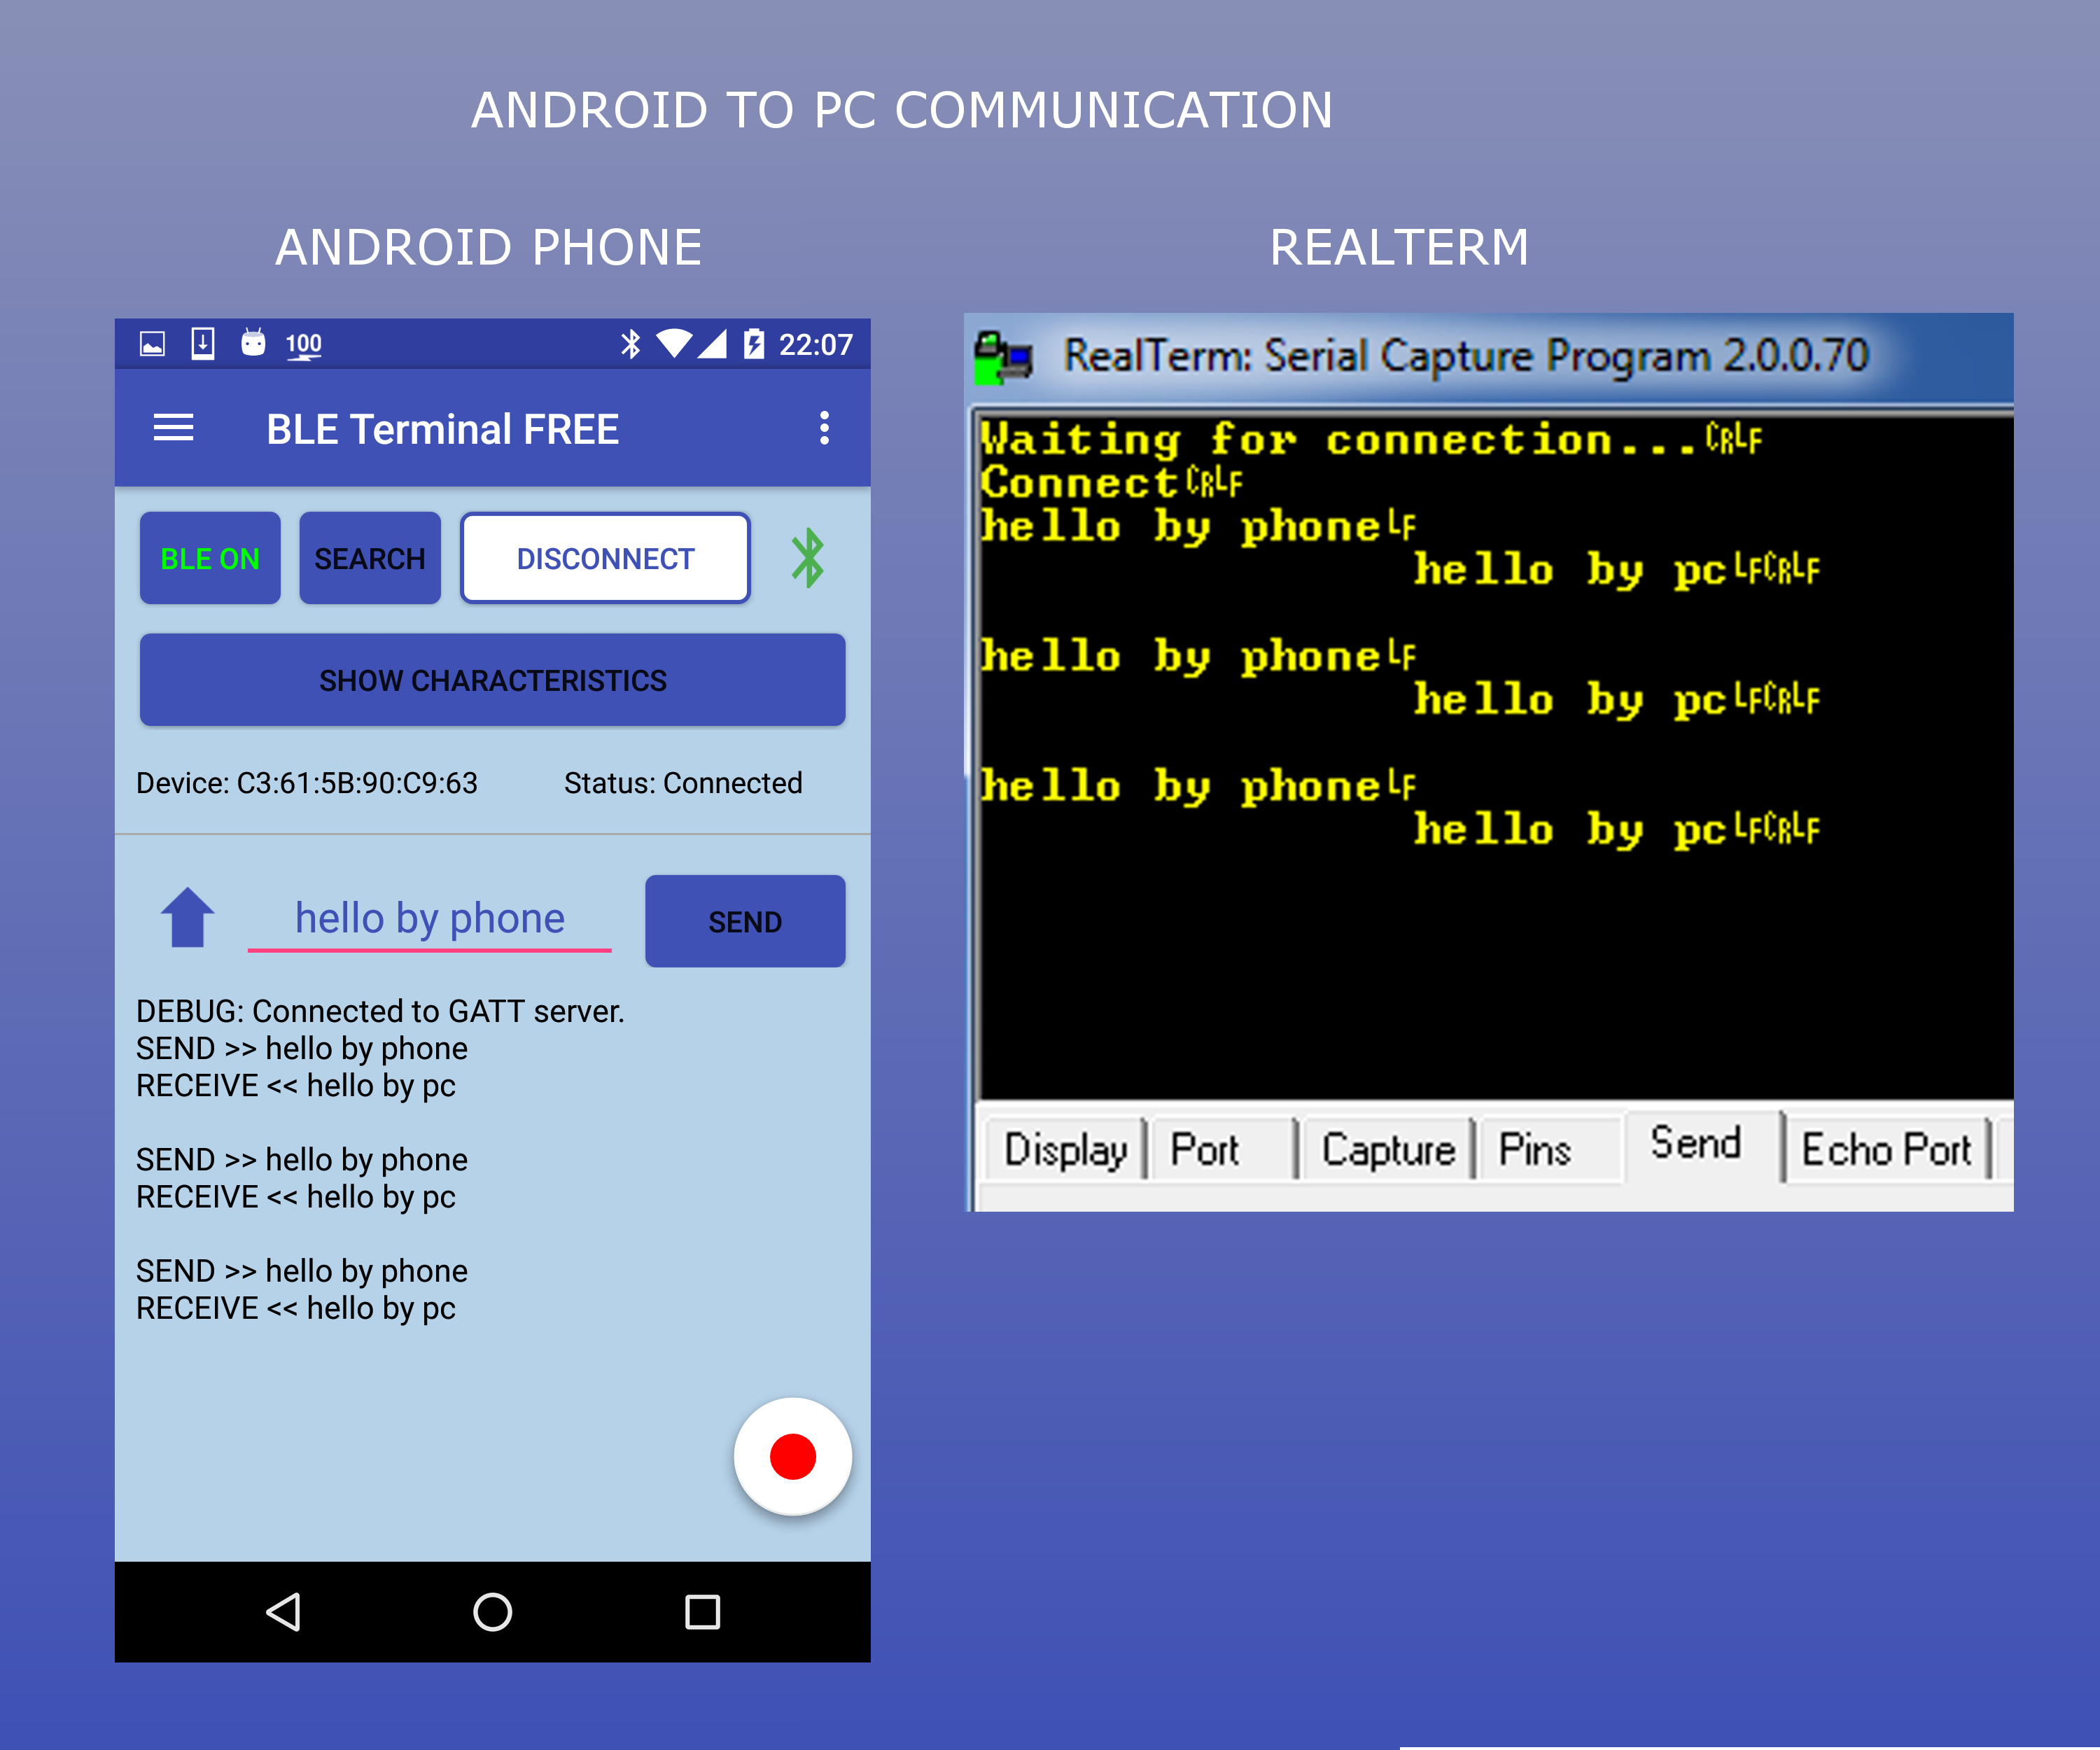 ANDROID TO PC COMMUNICATION
ANDROID PHONE
REALTERM
100
22:07
BLE Terminal FREE
BLE ON
SEARCH
DISCONNECT
SHOW CHARACTERISTICS
Device: C3:61:5B:90:C9:63
Status: Connected
hello by phone
SEND
DEBUG: Connected to GATT server.
SEND >> hello by phone
RECEIVE << hello by pc
SEND >> hello by phone
RECEIVE << hello by pc
SEND >> hello by phone
RECEIVE << hello by pc
RealTerm: Serial Capture Program 2.0.0.70
Waiting for connection...CRLF
ConnectCRLF
hello by phoneLF
hello by pcLFCRLF
hello by phoneLF
hello by pcLFCRLF
hello by phoneLF
hello by pcLFCRLF
Display
Port
Capture
Pins
Send
Echo Port